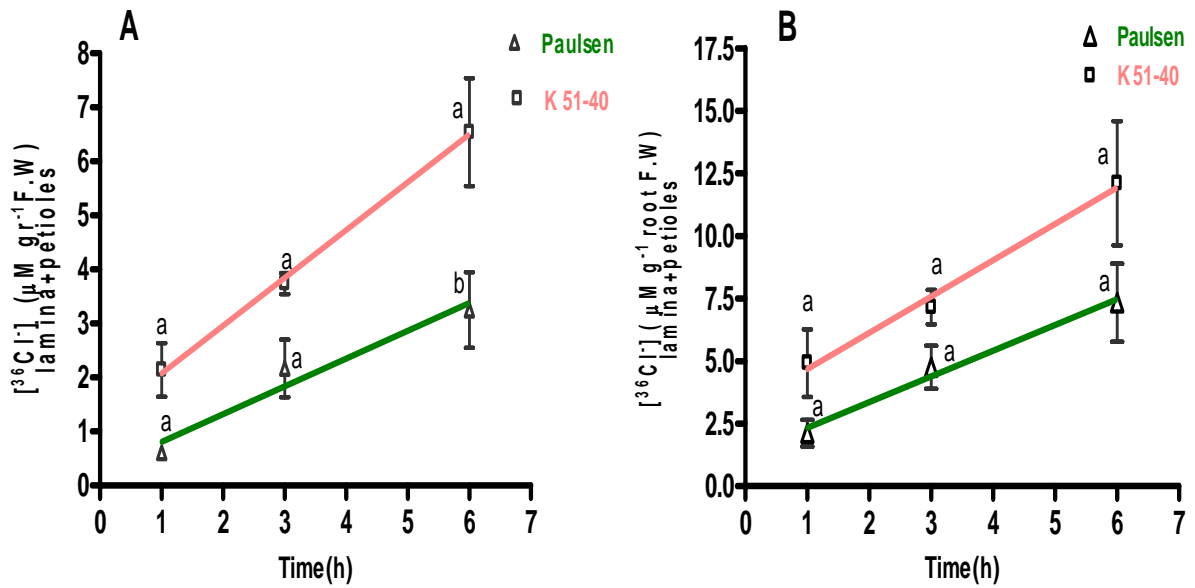 A
Paulsen
K 51-40
[³⁶Cl⁻] (µM gr⁻¹ F.W)
lamina+petioles
8
7
6
5
4
3
2
1
0
a
a
a
a
a
b
0 1 2 3 4 5 6 7
Time(h)
B
Paulsen
K 51-40
[³⁶Cl⁻] ( µM g⁻¹ root F.W)
lamina+petioles
17.5
15.0
12.5
10.0
7.5
5.0
2.5
0.0
a
a
a
a
a
a
0 1 2 3 4 5 6 7
Time(h)